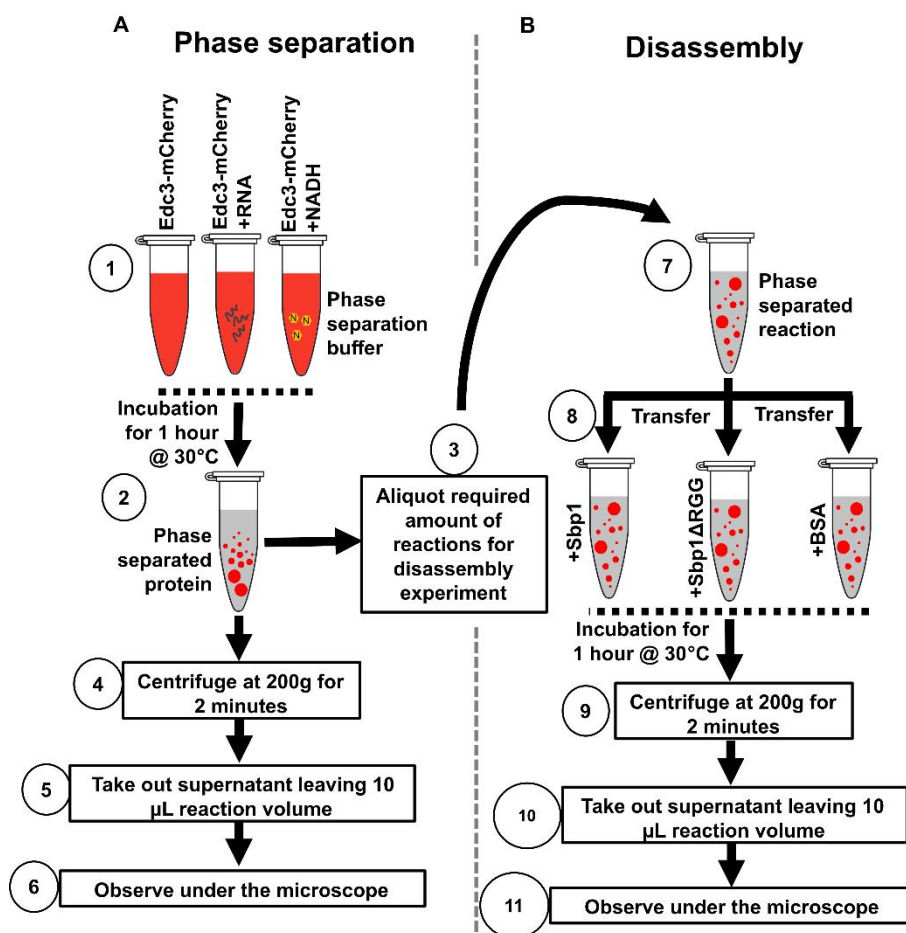 A
Phase separation
Edc3-mCherry
Edc3-mCherry
+RNA
Edc3-mCherry
+NADH
1
N
N
N
Phase
separation
buffer
Incubation
for 1 hour
@ 30°C
2
Phase
separated
protein
3
Aliquot required
amount of
reactions for
disassembly
experiment
4
Centrifuge at 200g for
2 minutes
5
Take out supernatant leaving 10
µL reaction volume
6
Observe under the microscope
B
Disassembly
7
Phase
separated
reaction
8
Transfer
Transfer
+Sbp1
+Sbp1ΔRGG
+BSA
Incubation for
1 hour @ 30°C
9
Centrifuge at 200g for
2 minutes
10
Take out supernatant leaving 10
µL reaction volume
11
Observe under the microscope